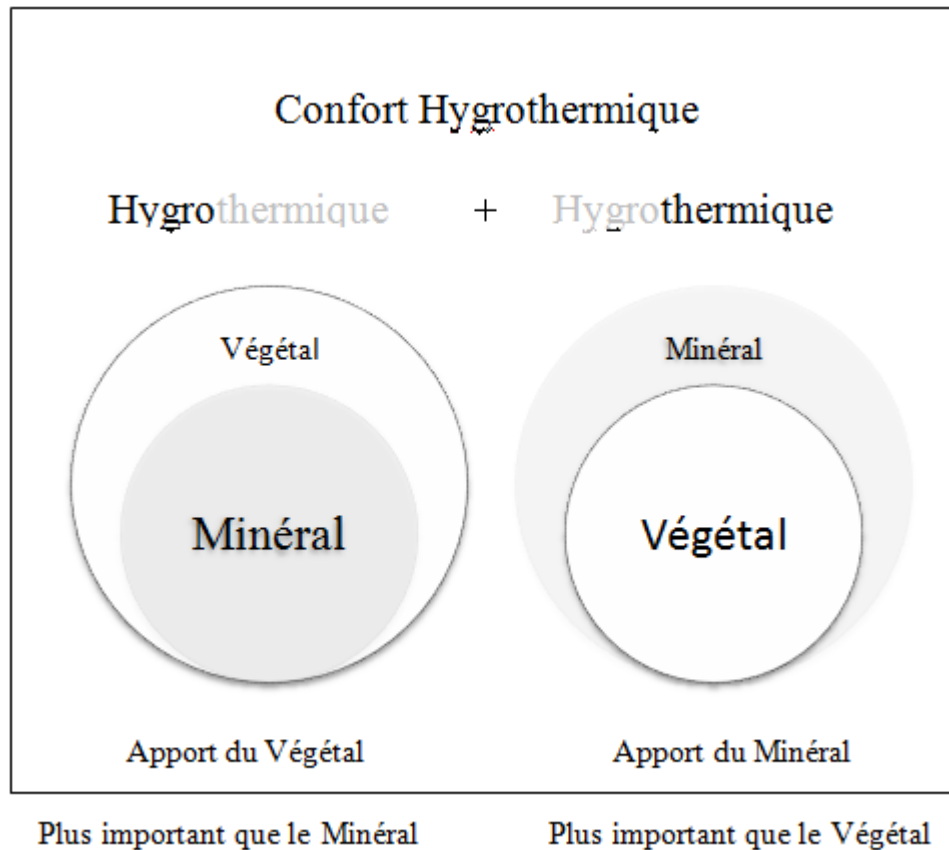 Confort Hygrothermique
Hygrothermique + Hygrothermique
Végétal Minéral
Minéral Végétal
Apport du Végétal Apport du Minéral
Plus important que le Minéral Plus important que le Végétal